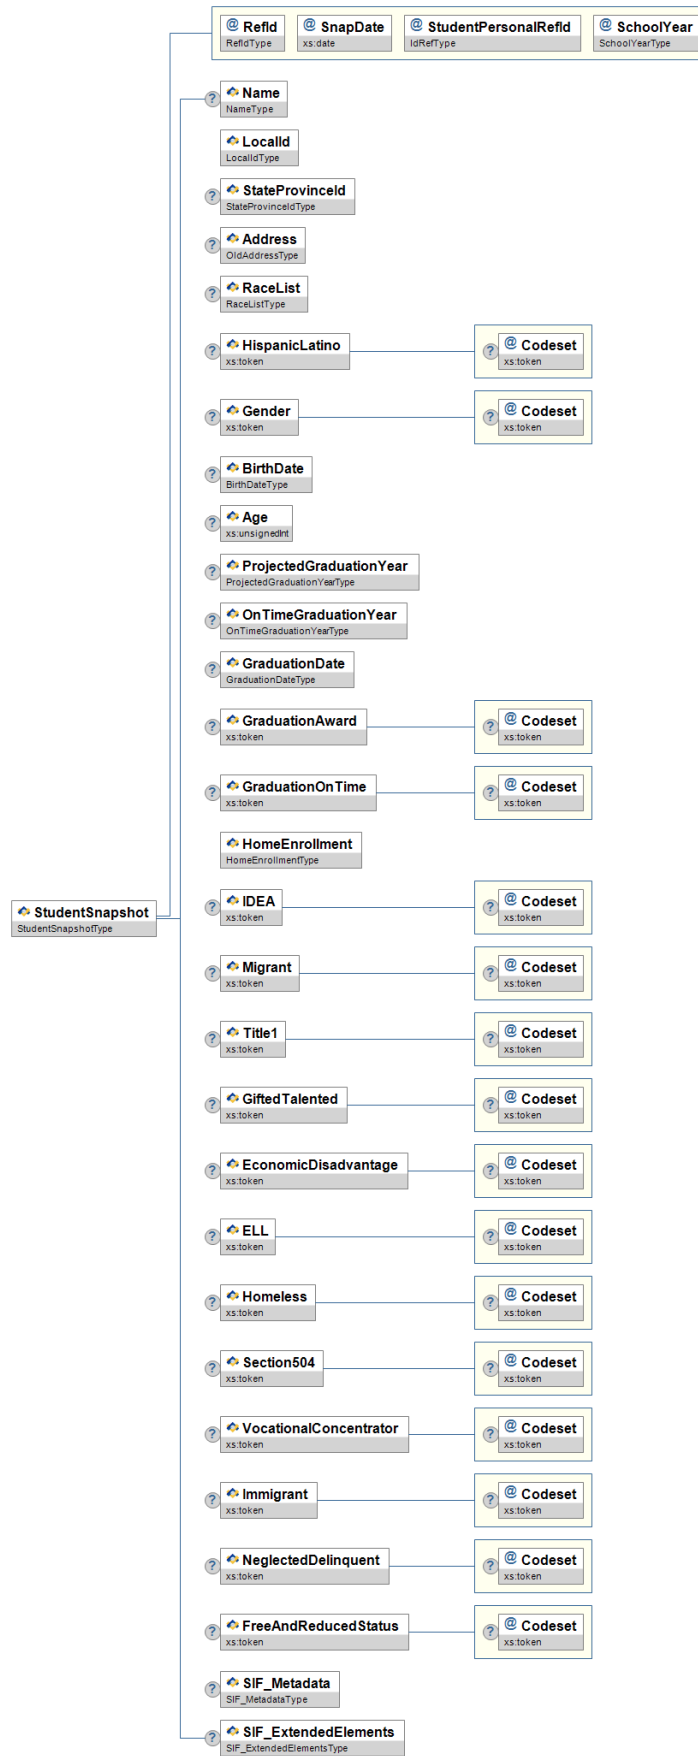 @ RefId
RefIdType
@ SnapDate
xs:date
@ StudentPersonalRefId
IdRefType
@ SchoolYear
SchoolYearType
? Name
NameType
LocalId
LocalIdType
? StateProvinceId
StateProvinceIdType
? Address
OldAddressType
? RaceList
RaceListType
? HispanicLatino
xs:token
? @ Codeset
xs:token
? Gender
xs:token
? @ Codeset
xs:token
? BirthDate
BirthDateType
? Age
xs:unsignedInt
? ProjectedGraduationYear
ProjectedGraduationYearType
? OnTimeGraduationYear
OnTimeGraduationYearType
? GraduationDate
GraduationDateType
? GraduationAward
xs:token
? @ Codeset
xs:token
? GraduationOnTime
xs:token
? @ Codeset
xs:token
HomeEnrollment
HomeEnrollmentType
StudentSnapshot
StudentSnapshotType
? IDEA
xs:token
? @ Codeset
xs:token
? Migrant
xs:token
? @ Codeset
xs:token
? Title1
xs:token
? @ Codeset
xs:token
? GiftedTalented
xs:token
? @ Codeset
xs:token
? EconomicDisadvantage
xs:token
? @ Codeset
xs:token
? ELL
xs:token
? @ Codeset
xs:token
? Homeless
xs:token
? @ Codeset
xs:token
? Section504
xs:token
? @ Codeset
xs:token
? VocationalConcentrator
xs:token
? @ Codeset
xs:token
? Immigrant
xs:token
? @ Codeset
xs:token
? NeglectedDelinquent
xs:token
? @ Codeset
xs:token
? FreeAndReducedStatus
xs:token
? @ Codeset
xs:token
? SIF_Metadata
SIF_MetadataType
? SIF_ExtendedElements
SIF_ExtendedElementsType